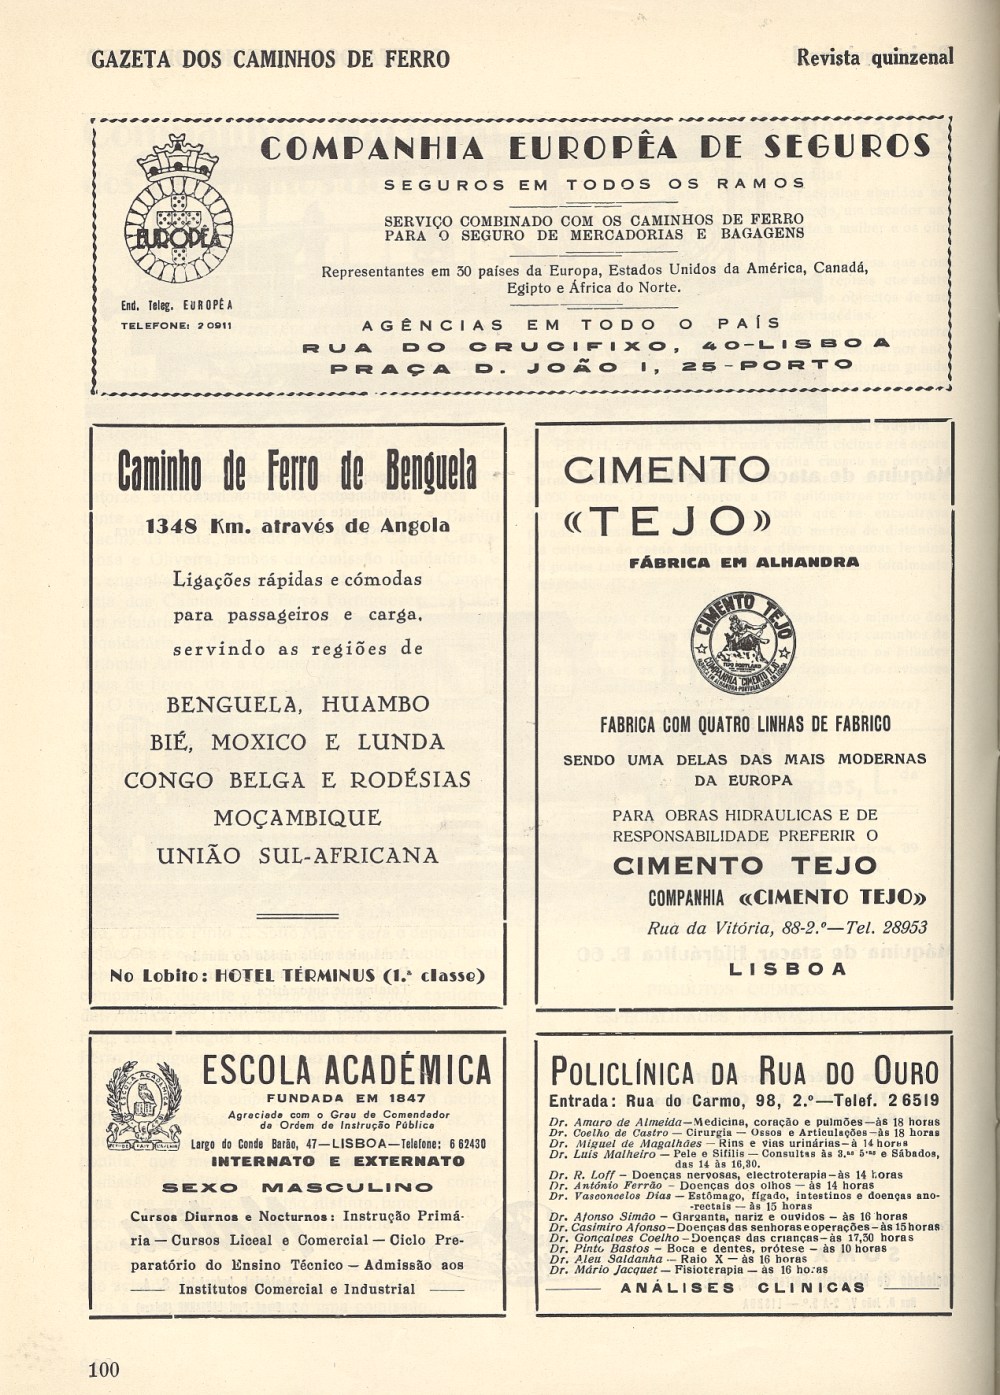 GAZETA DOS CAMINHOS DE FERRO
Revista quinzenal
COMPANHIA EUROPÊA DE SEGUROS
SEGUROS EM TODOS OS RAMOS
SERVIÇO COMBINADO COM OS CAMINHOS DE FERRO
PARA O SEGURO DE MERCADORIAS E BAGAGENS
Representantes em 30 países da Europa, Estados Unidos da América, Canadá,
Egipto e África do Norte.
EUROPÊA
End. Teleg. EUROPÊA
TELEFONE: 20911
AGÊNCIAS EM TODO O PAÍS
RUA DO CRUCIFIXO, 40-LISBOA
PRAÇA D. JOÃO I, 25-PORTO
Caminho de Ferro de Benguela
1348 Km. através de Angola
Ligações rápidas e cómodas
para passageiros e carga,
servindo as regiões de
BENGUELA, HUAMBO
BIÉ, MOXICO E LUNDA
CONGO BELGA E RODÉSIAS
MOÇAMBIQUE
UNIÃO SUL-AFRICANA
No Lobito: HOTEL TÉRMINUS (1.ª classe)
CIMENTO
«TEJO»
FÁBRICA EM ALHANDRA
CIMENTO TEJO
COMPANHIA "CIMENTO TEJO"
FABRICA COM QUATRO LINHAS DE FABRICO
SENDO UMA DELAS DAS MAIS MODERNAS
DA EUROPA
PARA OBRAS HIDRAULICAS E DE
RESPONSABILIDADE PREFERIR O
CIMENTO TEJO
COMPANHIA «CIMENTO TEJO»
Rua da Vitória, 88-2.º—Tel. 28953
LISBOA
ESCOLA ACADÉMICA
ESCOLA ACADÉMICA
FUNDADA EM 1847
Agraciada com o Grau de Comendador
da Ordem de Instrução Pública
Largo do Conde Barão, 47—LISBOA—Telefone: 6 62430
INTERNATO E EXTERNATO
SEXO MASCULINO
Cursos Diurnos e Nocturnos: Instrução Primá-
ria — Cursos Liceal e Comercial — Ciclo Pre-
paratório do Ensino Técnico — Admissão aos
Institutos Comercial e Industrial
POLICLÍNICA DA RUA DO OURO
Entrada: Rua do Carmo, 98, 2.º—Telef. 2 6519
Dr. Amaro de Almeida—Medicina, coração e pulmões—às 18 horas
Dr. Coelho de Castro — Cirurgia — Ossos e Articulações—às 18 horas
Dr. Miguel de Magalhães — Rins e vias urinárias—à 14 horas
Dr. Luís Malheiro — Pele e Sifilis — Consultas às 3.as 5.as e Sábados,
das 14 às 16,30.
Dr. R. Loff — Doenças nervosas, electroterapia—às 14 horas
Dr. António Ferrão — Doenças dos olhos — às 14 horas
Dr. Vasconcelos Dias — Estômago, fígado, intestinos e doenças ano-
-rectais — às 15 horas
Dr. Afonso Simão — Garganta, nariz e ouvidos — às 16 horas
Dr. Casimiro Afonso—Doenças das senhoras e operações—às 15 horas
Dr. Gonçalves Coelho—Doenças das crianças—às 17,30 horas
Dr. Pinto Bastos — Boca e dentes, prótese — às 10 horas
Dr. Aleu Saldanha — Raio X — às 16 horas
Dr. Mário Jacquet — Fisioterapia — às 16 horas
ANÁLISES CLINICAS
100